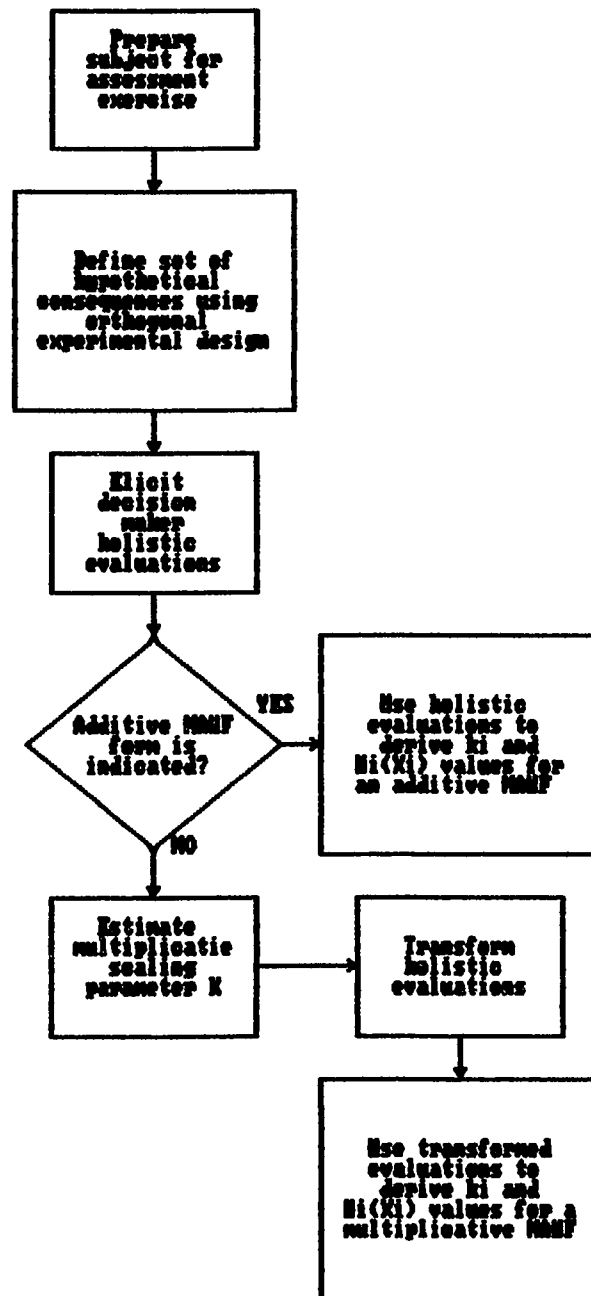 Prepare
subject for
assessment
exercise
Define set of
hypothetical
consequences using
orthogonal
experimental design
Elicit
decision
maker
holistic
evaluations
Additive MAUF
form is
indicated?
YES
NO
Use holistic
evaluations to
derive ki and
Ui(Xi) values for
an additive MAUF
Estimate
multiplicatie
scaling
parameter K
Transform
holistic
evaluations
Use transformed
evaluations to
derive ki and
Ui(Xi) values for a
multiplicative MAUF